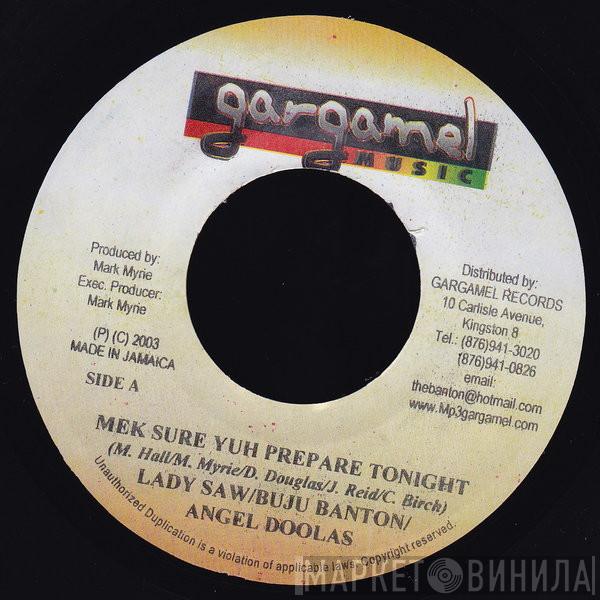 gargamel
MUSIC
Produced by:
Mark Myrie
Exec. Producer:
Mark Myrie
(P) (C) 2003
MADE IN JAMAICA
SIDE A
Distributed by:
GARGAMEL RECORDS
10 Carlisle Avenue,
Kingston 8
Tel.: (876)941-3020
(876)941-0826
email:
thebanton@hotmail.com
www.Mp3gargamel.com
MEK SURE YUH PREPARE TONIGHT
(M. Hall/M. Myrie/D. Douglas/J. Reid/C. Birch)
LADY SAW/BUJU BANTON/
ANGEL DOOLAS
Unauthorized Duplication is a violation of applicable laws. Copyright reserved.
МАРКЕТ ВИНИЛА